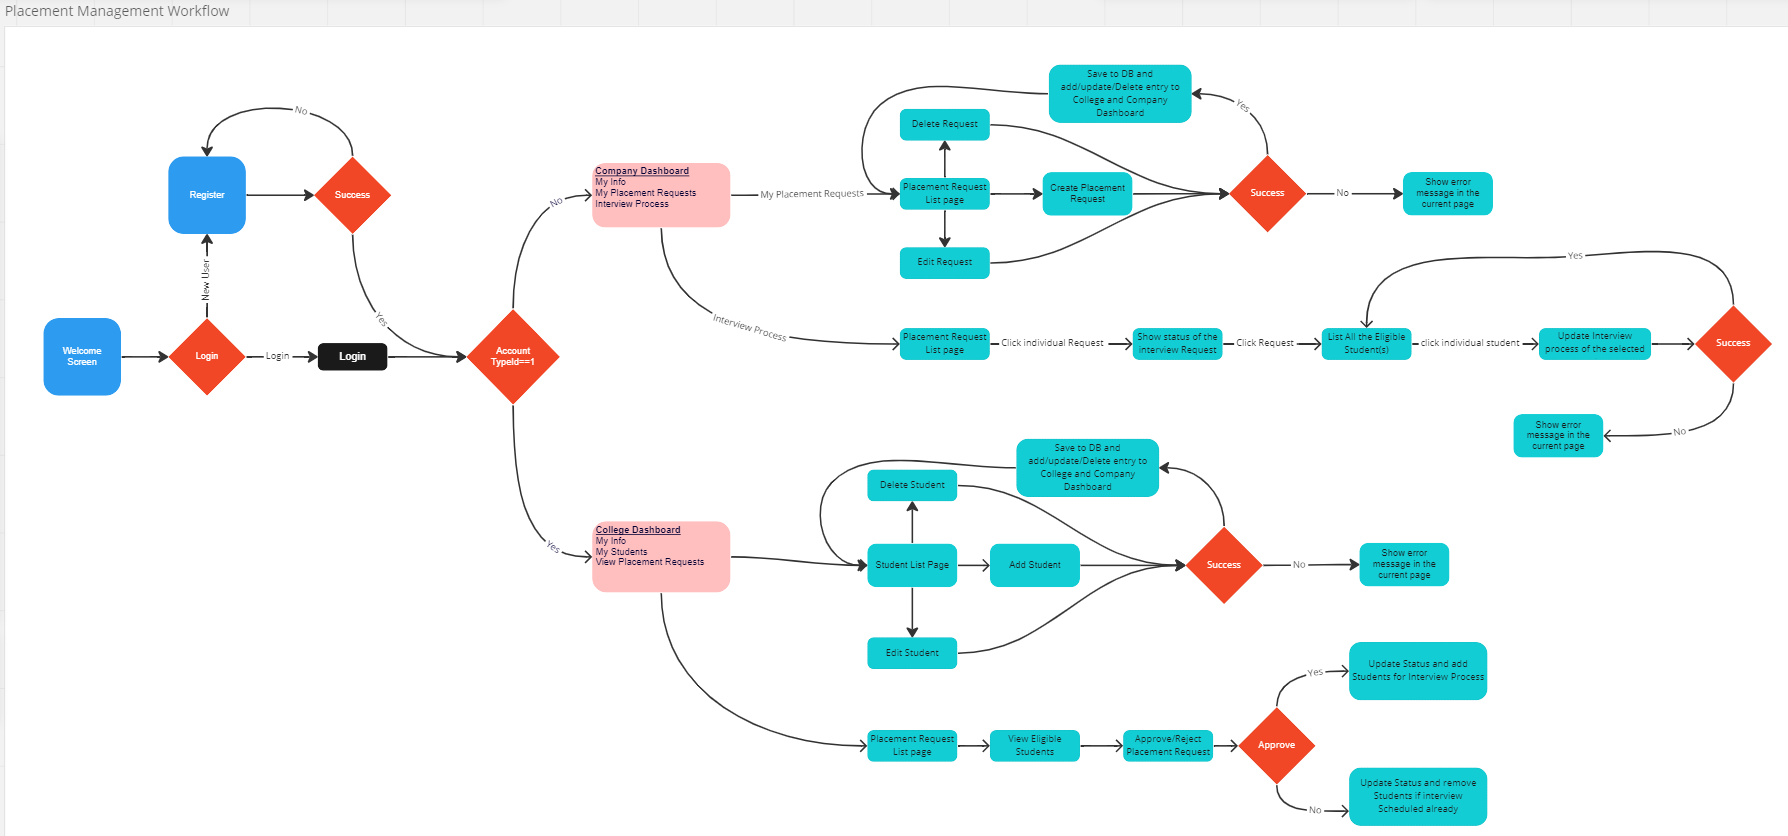 Placement Management Workflow
Save to DB and
add/update/Delete entry to
College and Company
Dashboard
Yes
No
Delete Request
Register
Success
Company Dashboard
My Info
My Placement Requests
Interview Process
My Placement Requests
Placement Request
List page
Create Placement
Request
Success
No
Show error
message in the
current page
No
Edit Request
New User
Yes
Yes
Interview Process
Welcome
Screen
Login
Login
Login
Account
TypeId==1
Placement Request
List page
Click individual Request
Show status of the
interview Request
Click Request
List All the Eligible
Student(s)
click individual student
Update Interview
process of the selected
Success
Show error
message in the
current page
No
Save to DB and
add/update/Delete entry to
College and Company
Dashboard
Delete Student
Yes
College Dashboard
My Info
My Students
View Placement Requests
Student List Page
Add Student
Success
No
Show error
message in the
current page
Edit Student
Yes
Update Status and add
Students for Interview Process
Placement Request
List page
View Eligible
Students
Approve/Reject
Placement Request
Approve
No
Update Status and remove
Students if interview
Scheduled already